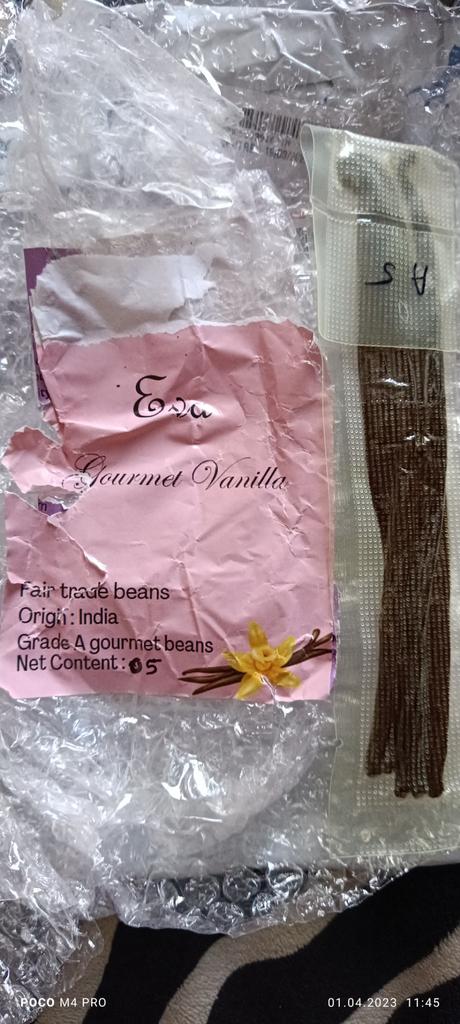 A5
Eva
Gourmet Vanilla
Fair trade beans
Origin: India
Grade A gourmet beans
Net Content: 05
POCO M4 PRO
01.04.2023 11:45